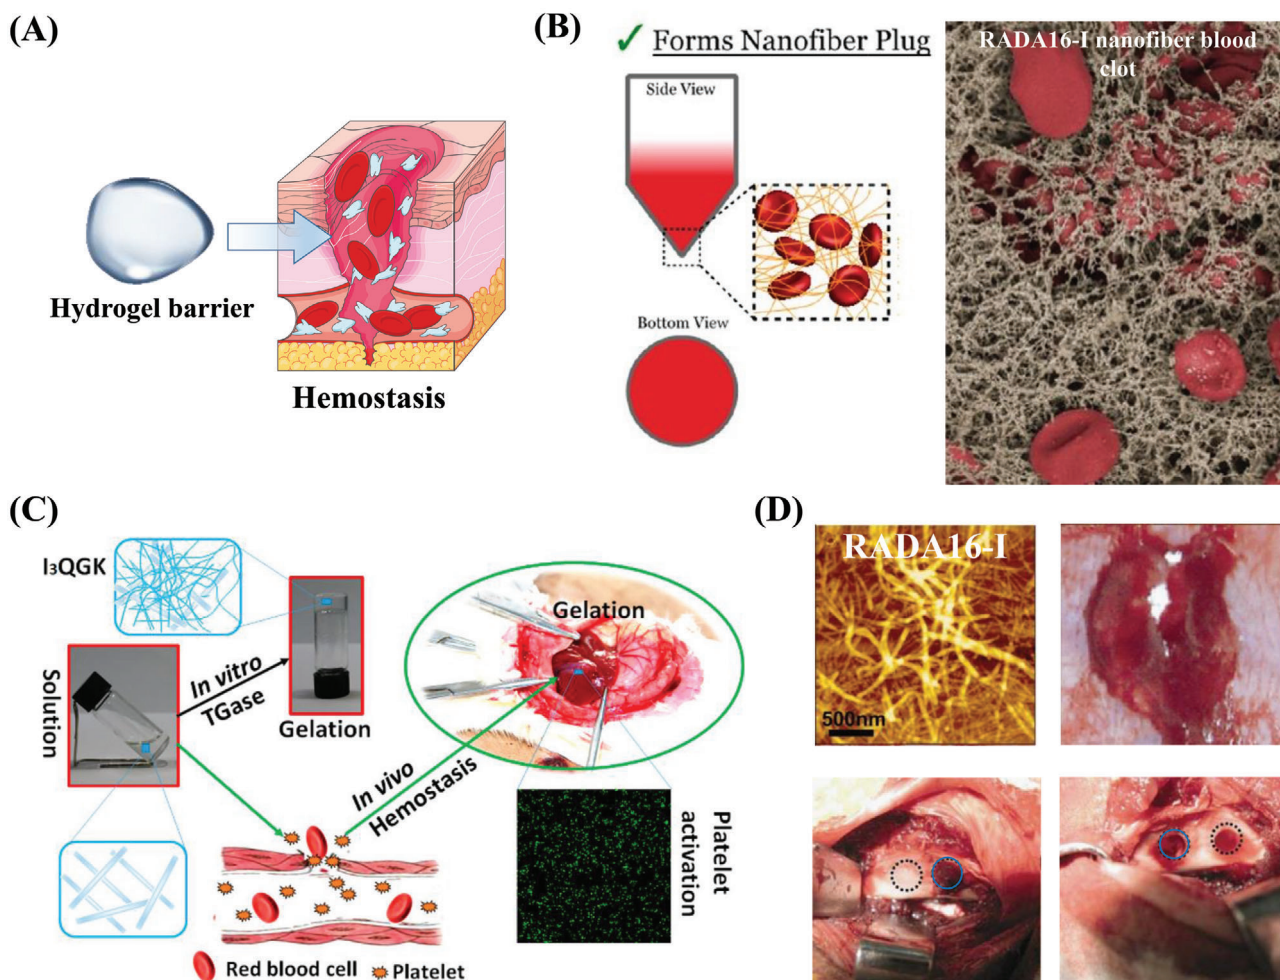 (A)
Hydrogel barrier
Hemostasis
(B)
✓ Forms Nanofiber Plug
Side View
Bottom View
RADA16-I nanofiber blood
clot
(C)
I₃QGK
Solution
In vitro
TGase
Gelation
Gelation
In vivo
Hemostasis
Platelet
activation
Red blood cell
Platelet
(D)
RADA16-I
500nm